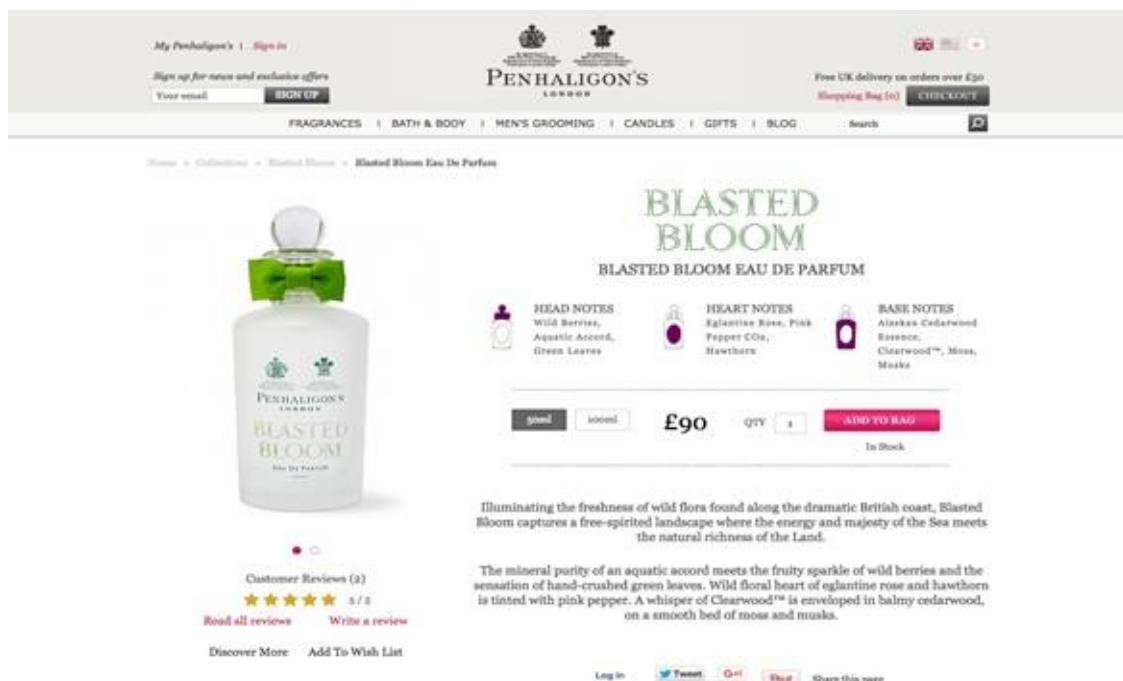 My Penhaligon's | Sign in
Sign up for news and exclusive offers
Your email SIGN UP
PENHALIGON'S
LONDON
Free UK delivery on orders over £50
Shopping Bag (0) CHECKOUT
FRAGRANCES | BATH & BODY | MEN'S GROOMING | CANDLES | GIFTS | BLOG
Search
Home » Collections » Blasted Bloom » Blasted Bloom Eau De Parfum
PENHALIGON'S
LONDON
BLASTED
BLOOM
EAU DE PARFUM
BLASTED
BLOOM
BLASTED BLOOM EAU DE PARFUM
HEAD NOTES
Wild Berries,
Aquatic Accord,
Green Leaves
HEART NOTES
Eglantine Rose, Pink
Pepper CO2,
Hawthorn
BASE NOTES
Alaskan Cedarwood
Essence,
Clearwood™, Moss,
Musks
50ml 100ml £90 QTY 1 ADD TO BAG
In Stock
Illuminating the freshness of wild flora found along the dramatic British coast, Blasted
Bloom captures a free-spirited landscape where the energy and majesty of the Sea meets
the natural richness of the Land.
The mineral purity of an aquatic accord meets the fruity sparkle of wild berries and the
sensation of hand-crushed green leaves. Wild floral heart of eglantine rose and hawthorn
is tinted with pink pepper. A whisper of Clearwood™ is enveloped in balmy cedarwood,
on a smooth bed of moss and musks.
Customer Reviews (2)
5 / 5
Read all reviews Write a review
Discover More Add To Wish List
Log in Tweet G+1 Pin it Share this page